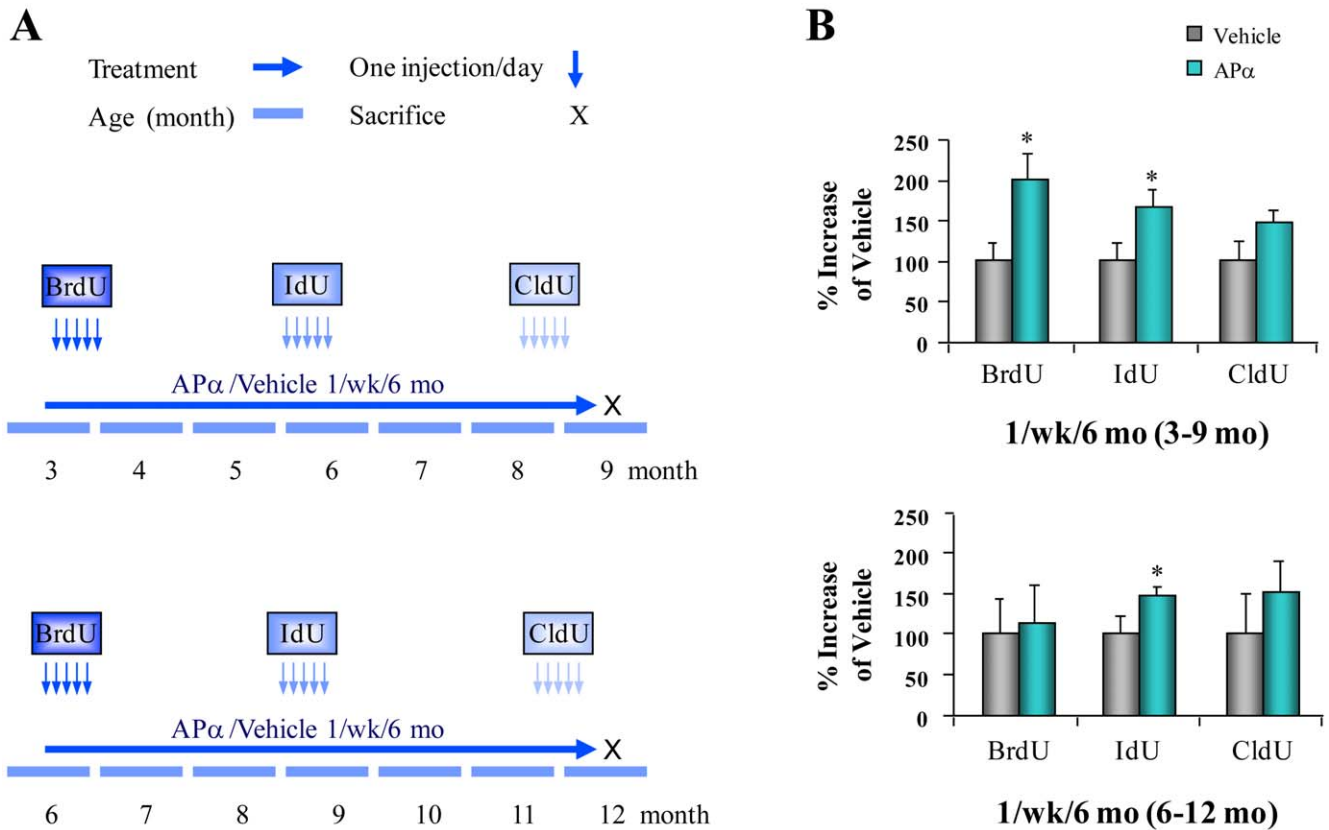 A
Treatment One injection/day
Age (month) Sacrifice X
BrdU IdU CldU
APα /Vehicle 1/wk/6 mo
X
3 4 5 6 7 8 9 month
BrdU IdU CldU
APα /Vehicle 1/wk/6 mo
X
6 7 8 9 10 11 12 month
B
Vehicle
APα
% Increase
of Vehicle
250
200
150
100
50
0
* *
BrdU IdU CldU
1/wk/6 mo (3-9 mo)
% Increase
of Vehicle
250
200
150
100
50
0
*
BrdU IdU CldU
1/wk/6 mo (6-12 mo)